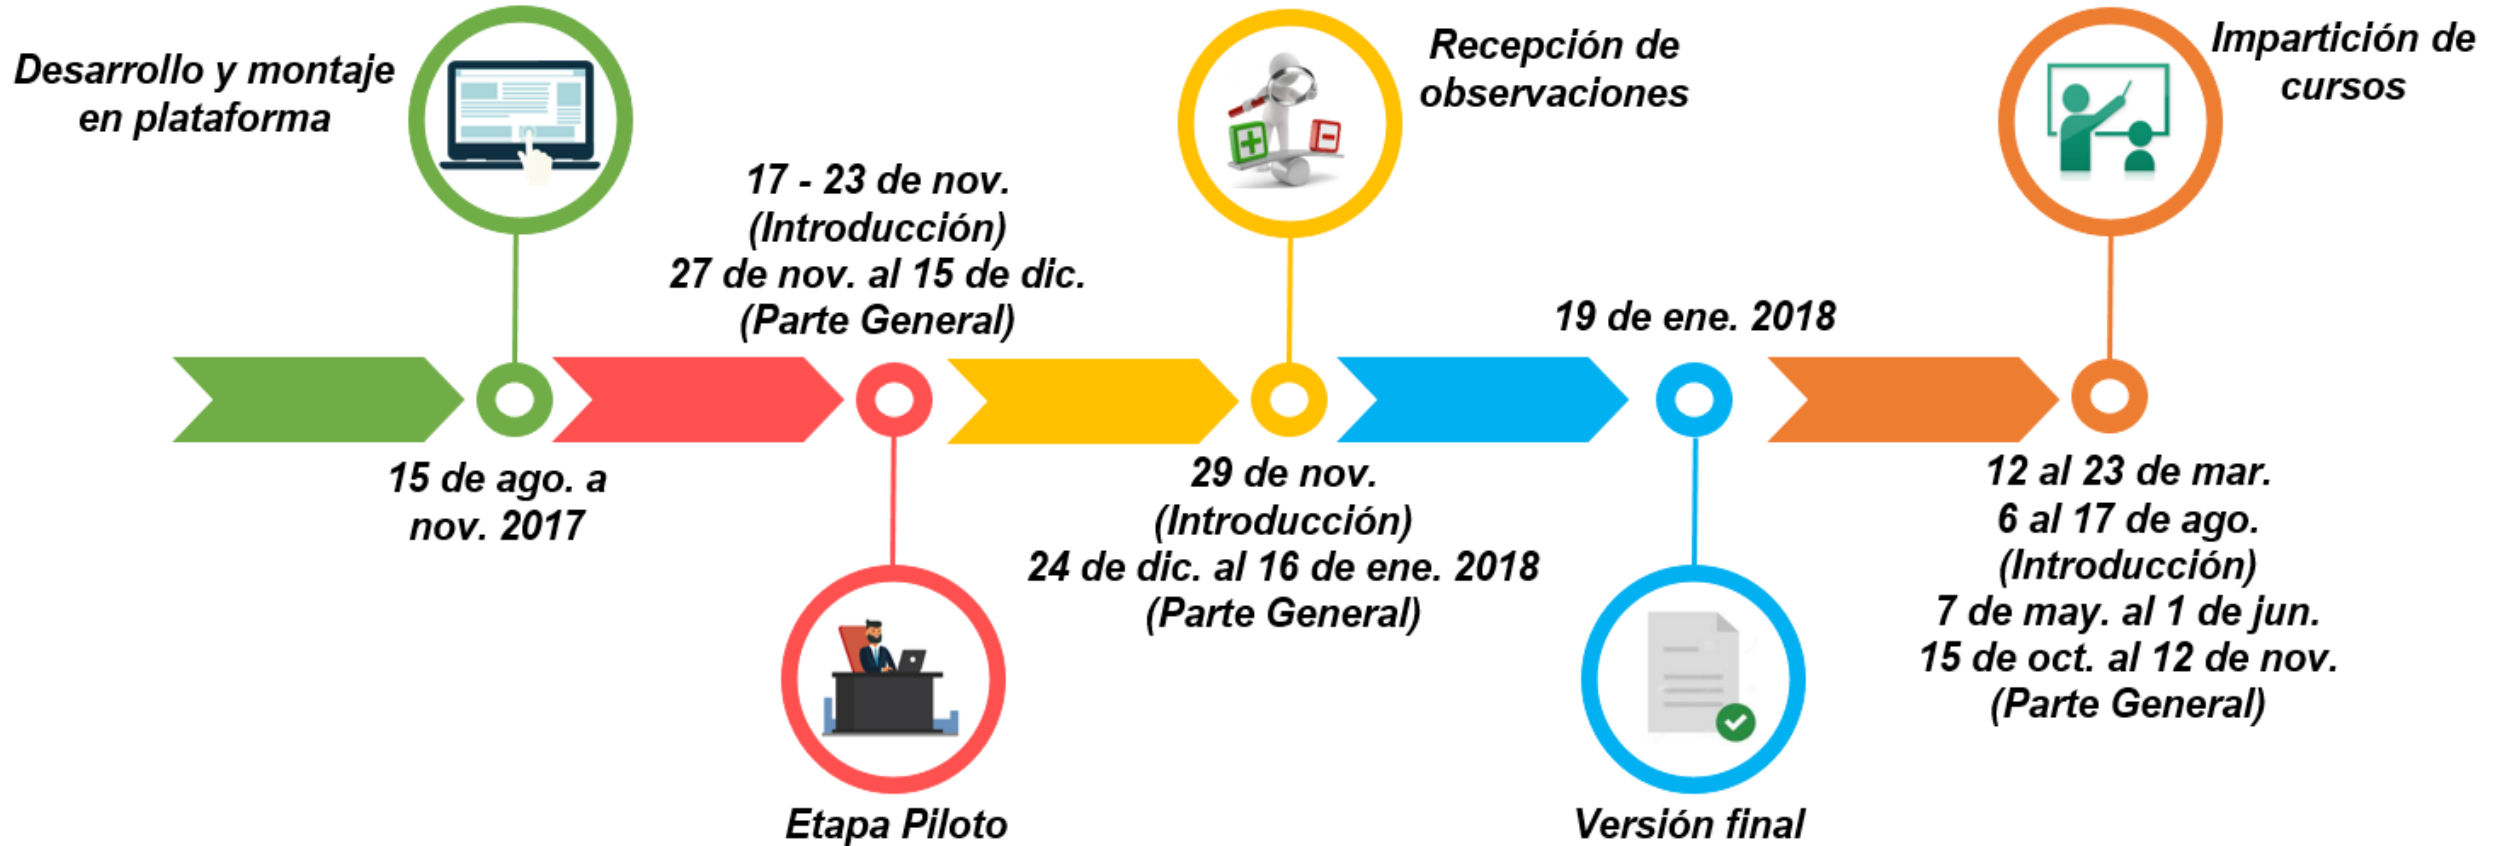 Desarrollo y montaje
en plataforma
15 de ago. a
nov. 2017
17 - 23 de nov.
(Introducción)
27 de nov. al 15 de dic.
(Parte General)
Etapa Piloto
Recepción de
observaciones
29 de nov.
(Introducción)
24 de dic. al 16 de ene. 2018
(Parte General)
19 de ene. 2018
Versión final
Impartición de
cursos
12 al 23 de mar.
6 al 17 de ago.
(Introducción)
7 de may. al 1 de jun.
15 de oct. al 12 de nov.
(Parte General)